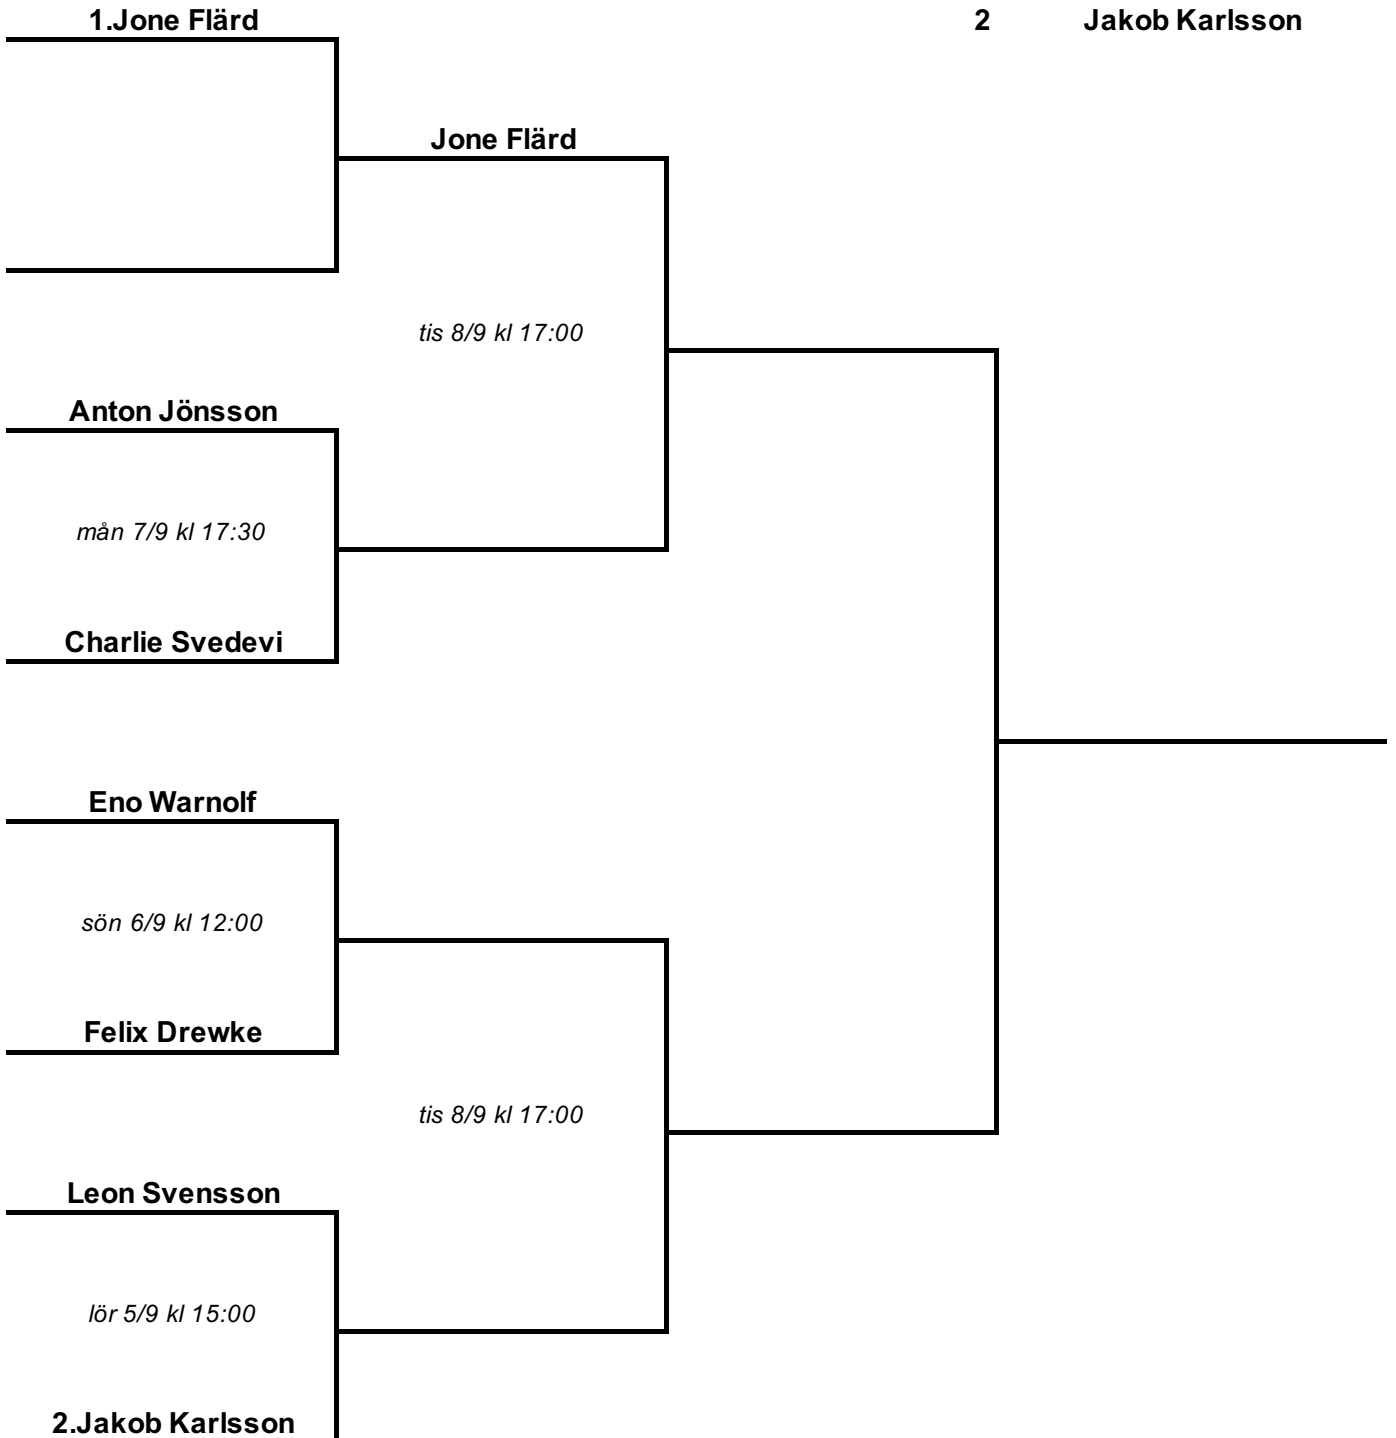 1.Jone Flärd
2 Jakob Karlsson
Jone Flärd
tis 8/9 kl 17:00
Anton Jönsson
mån 7/9 kl 17:30
Charlie Svedevi
Eno Warnolf
sön 6/9 kl 12:00
Felix Drewke
tis 8/9 kl 17:00
Leon Svensson
lör 5/9 kl 15:00
2.Jakob Karlsson